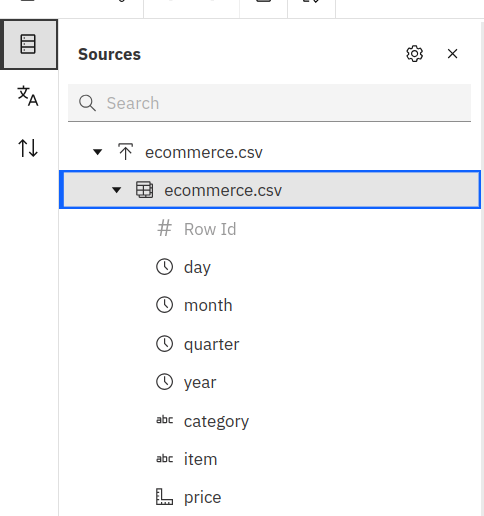 Sources
Search
ecommerce.csv
ecommerce.csv
# Row Id
day
month
quarter
year
abc category
abc item
price